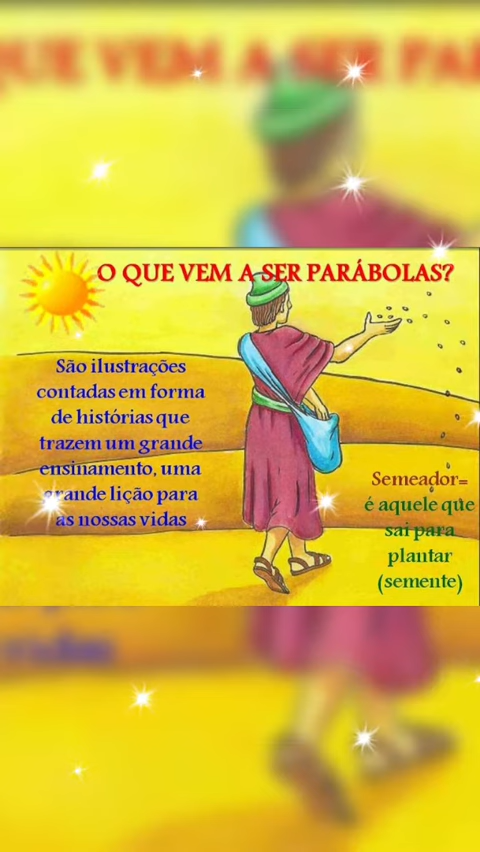 O QUE VEM A SER PARÁBOLAS?
São ilustrações
contadas em forma
de histórias que
trazem um grande
ensinamento, uma
grande lição para
as nossas vidas
Semeador=
é aquele que
sai para
plantar
(semente)